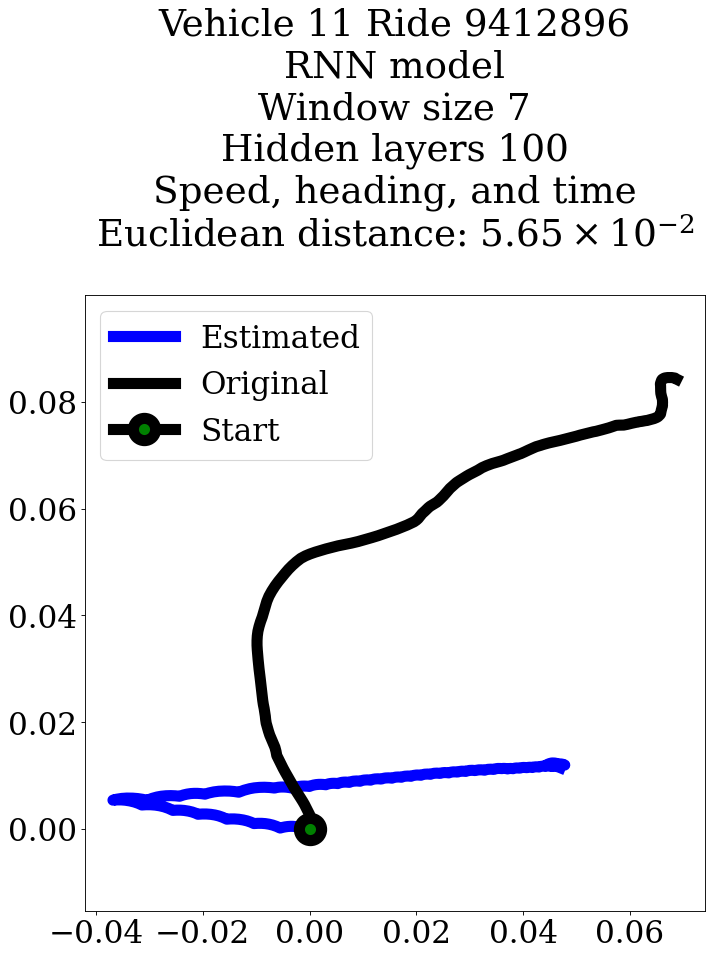 Vehicle 11 Ride 9412896
RNN model
Window size 7
Hidden layers 100
Speed, heading, and time
Euclidean distance: 5.65 × 10⁻²
Estimated
Original
Start
0.08
0.06
0.04
0.02
0.00
−0.04 −0.02 0.00 0.02 0.04 0.06